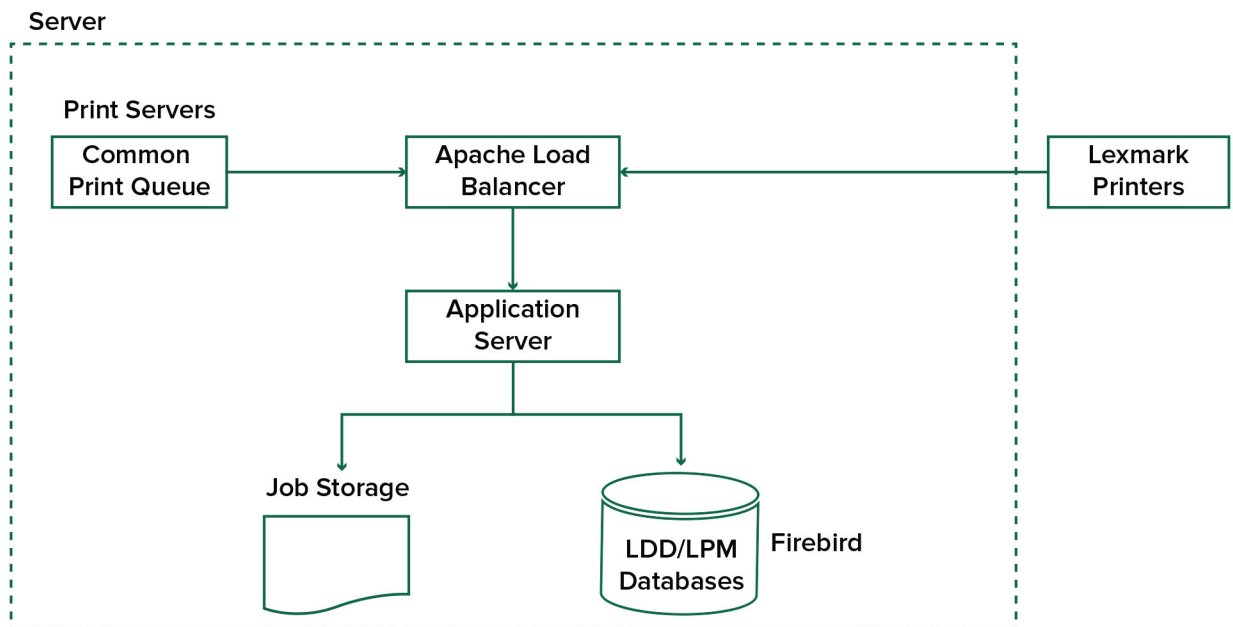 Server
Print Servers
Common
Print Queue
Apache Load
Balancer
Lexmark
Printers
Application
Server
Job Storage
LDD/LPM
Databases
Firebird